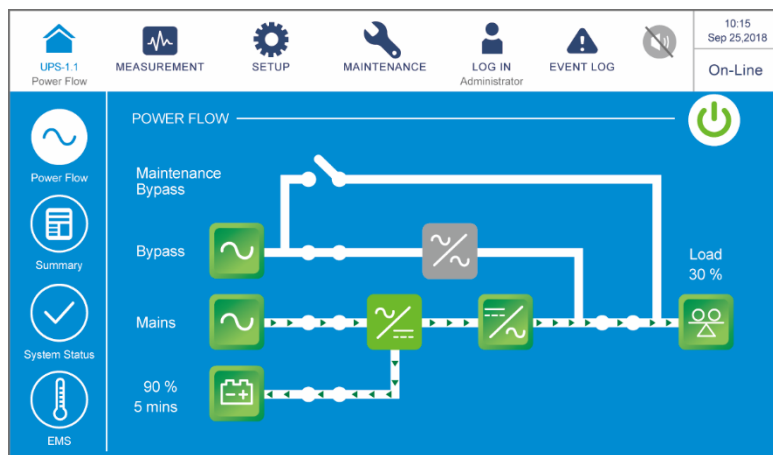 UPS-1.1
Power Flow
MEASUREMENT
SETUP
MAINTENANCE
LOG IN
Administrator
EVENT LOG
10:15
Sep 25,2018
On-Line
Power Flow
Summary
System Status
EMS
POWER FLOW
Maintenance
Bypass
Bypass
Mains
90 %
5 mins
Load
30 %